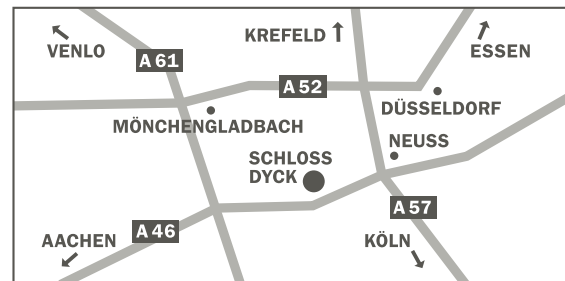 KREFELD
VENLO
ESSEN
A 61
A 52
DÜSSELDORF
MÖNCHENGLADBACH
NEUSS
SCHLOSS
DYCK
A 57
A 46
AACHEN
KÖLN